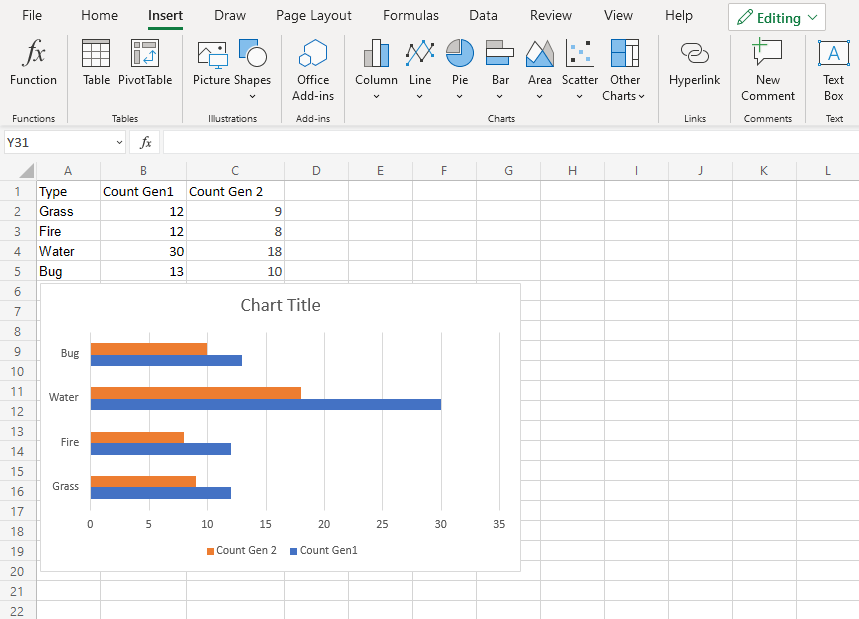 File Home Insert Draw Page Layout Formulas Data Review View Help Editing
fx A
Function Table PivotTable Picture Shapes Office Add-ins Column Line Pie Bar Area Scatter Other Charts Hyperlink New Comment Text Box
Functions Tables Illustrations Add-ins Charts Links Comments Text
Y31 fx
A B C D E F G H I J K L
1 Type Count Gen1 Count Gen 2
2 Grass 12 9
3 Fire 12 8
4 Water 30 18
5 Bug 13 10
6
7
8
9
10
11
12
13
14
15
16
17
18
19
20
21
22
Chart Title
Bug
Water
Fire
Grass
0 5 10 15 20 25 30 35
Count Gen 2 Count Gen1